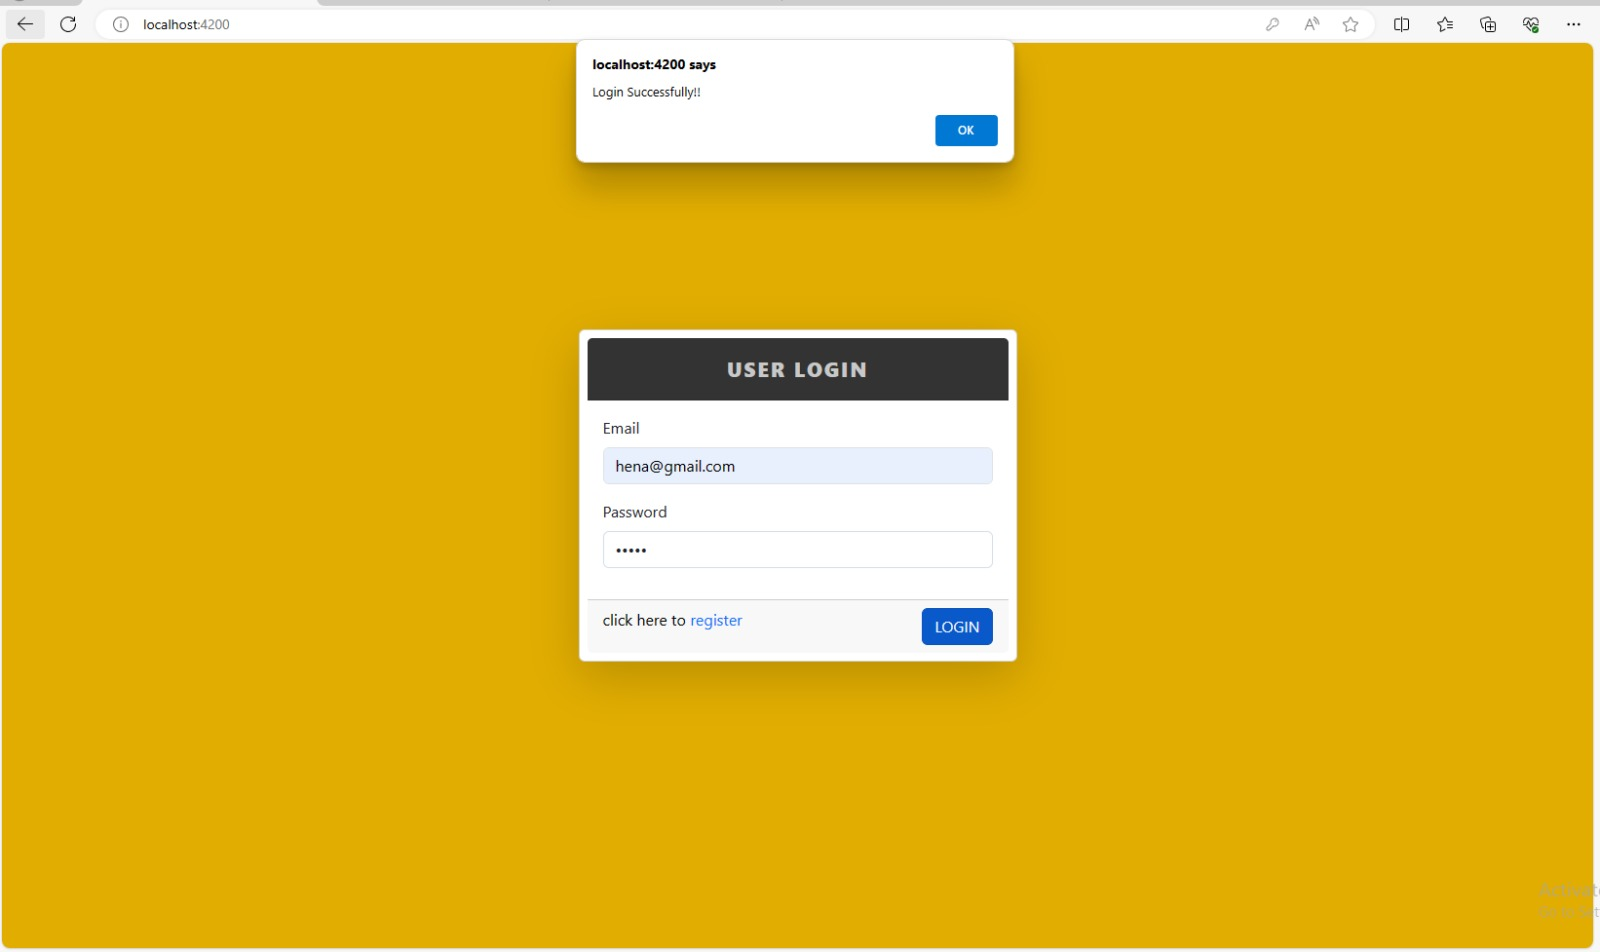 localhost:4200
localhost:4200 says
Login Successfully!!
OK
USER LOGIN
Email
hena@gmail.com
Password
•••••
click here to register
LOGIN